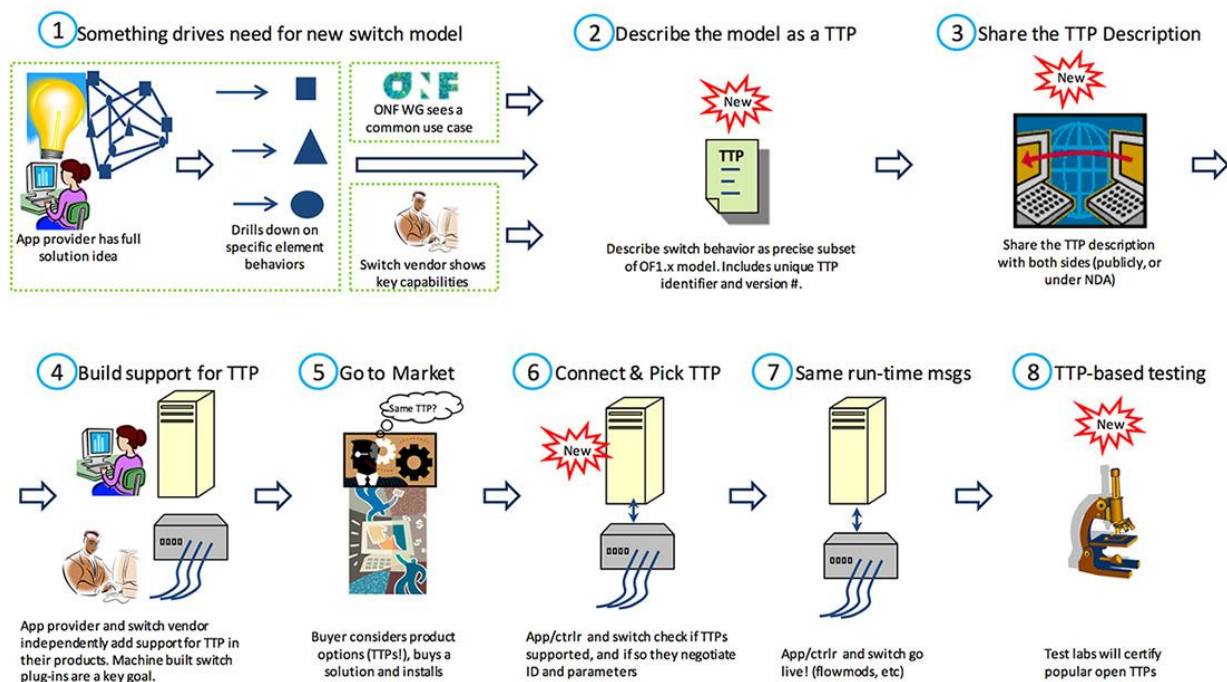 1 Something drives need for new switch model
App provider has full
solution idea
Drills down on
specific element
behaviors
ONF
ONF WG sees a
common use case
Switch vendor shows
key capabilities
2 Describe the model as a TTP
New
TTP
Describe switch behavior as precise subset
of OF1.x model. Includes unique TTP
identifier and version #.
3 Share the TTP Description
New
Share the TTP description
with both sides (publicly, or
under NDA)
4 Build support for TTP
App provider and switch vendor
independently add support for TTP in
their products. Machine built switch
plug-ins are a key goal.
5 Go to Market
Same TTP?
Buyer considers product
options (TTPs!), buys a
solution and installs
6 Connect & Pick TTP
New
App/ctrlr and switch check if TTPs
supported, and if so they negotiate
ID and parameters
7 Same run-time msgs
App/ctrlr and switch go
live! (flowmods, etc)
8 TTP-based testing
New
Test labs will certify
popular open TTPs